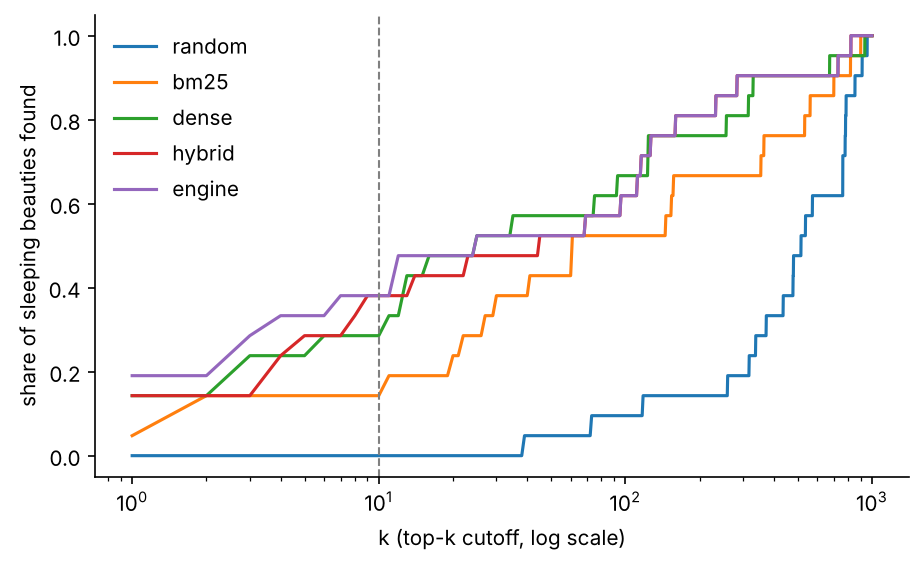 random
bm25
dense
hybrid
engine
1.0
0.8
0.6
0.4
0.2
0.0
share of sleeping beauties found
10⁰ 10¹ 10² 10³
k (top-k cutoff, log scale)